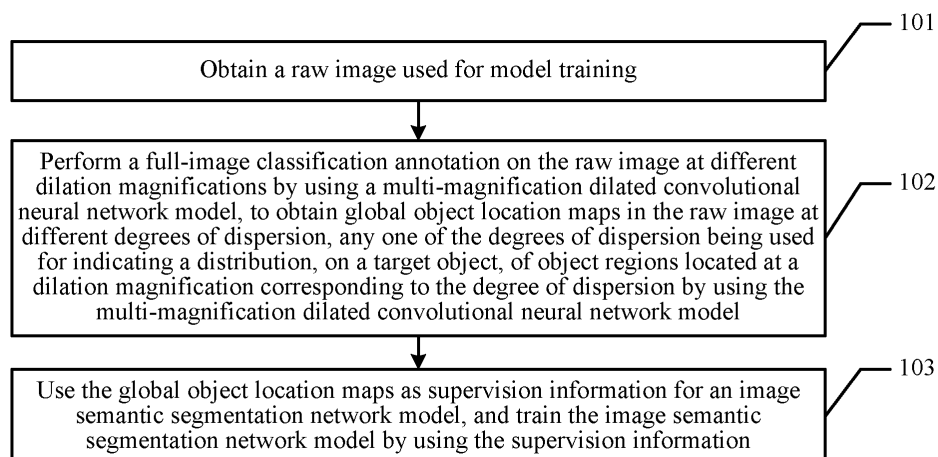 101
Obtain a raw image used for model training
Perform a full-image classification annotation on the raw image at different
dilation magnifications by using a multi-magnification dilated convolutional
neural network model, to obtain global object location maps in the raw image at
different degrees of dispersion, any one of the degrees of dispersion being used
for indicating a distribution, on a target object, of object regions located at a
dilation magnification corresponding to the degree of dispersion by using the
multi-magnification dilated convolutional neural network model
102
Use the global object location maps as supervision information for an image
semantic segmentation network model, and train the image semantic
segmentation network model by using the supervision information
103